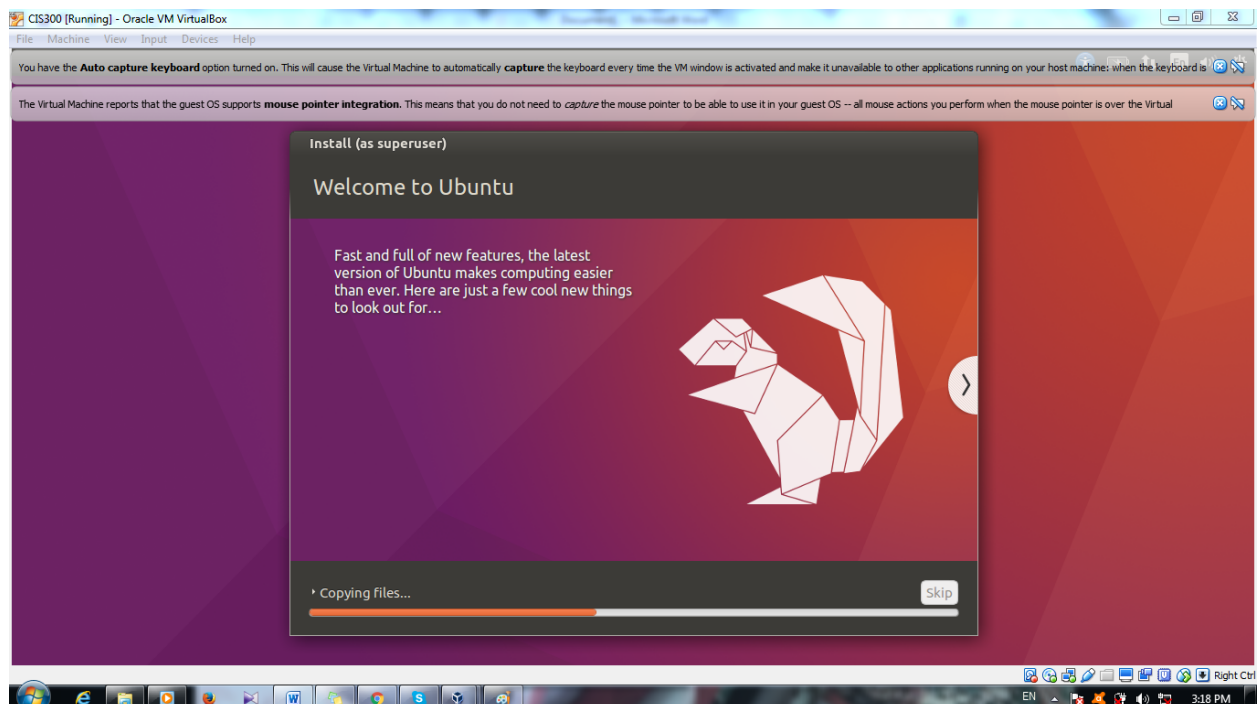 CIS300 [Running] - Oracle VM VirtualBox
File Machine View Input Devices Help
You have the Auto capture keyboard option turned on. This will cause the Virtual Machine to automatically capture the keyboard every time the VM window is activated and make it unavailable to other applications running on your host machine: when the keyboard is
The Virtual Machine reports that the guest OS supports mouse pointer integration. This means that you do not need to capture the mouse pointer to be able to use it in your guest OS -- all mouse actions you perform when the mouse pointer is over the Virtual
Install (as superuser)
Welcome to Ubuntu
Fast and full of new features, the latest
version of Ubuntu makes computing easier
than ever. Here are just a few cool new things
to look out for…
Copying files...
Skip
Right Ctrl
EN
3:18 PM